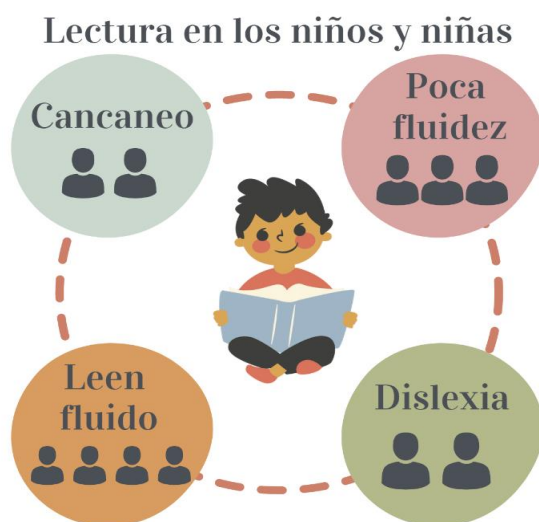 Lectura en los niños y niñas
Cancaneo
Poca
fluidez
Leen
fluido
Dislexia